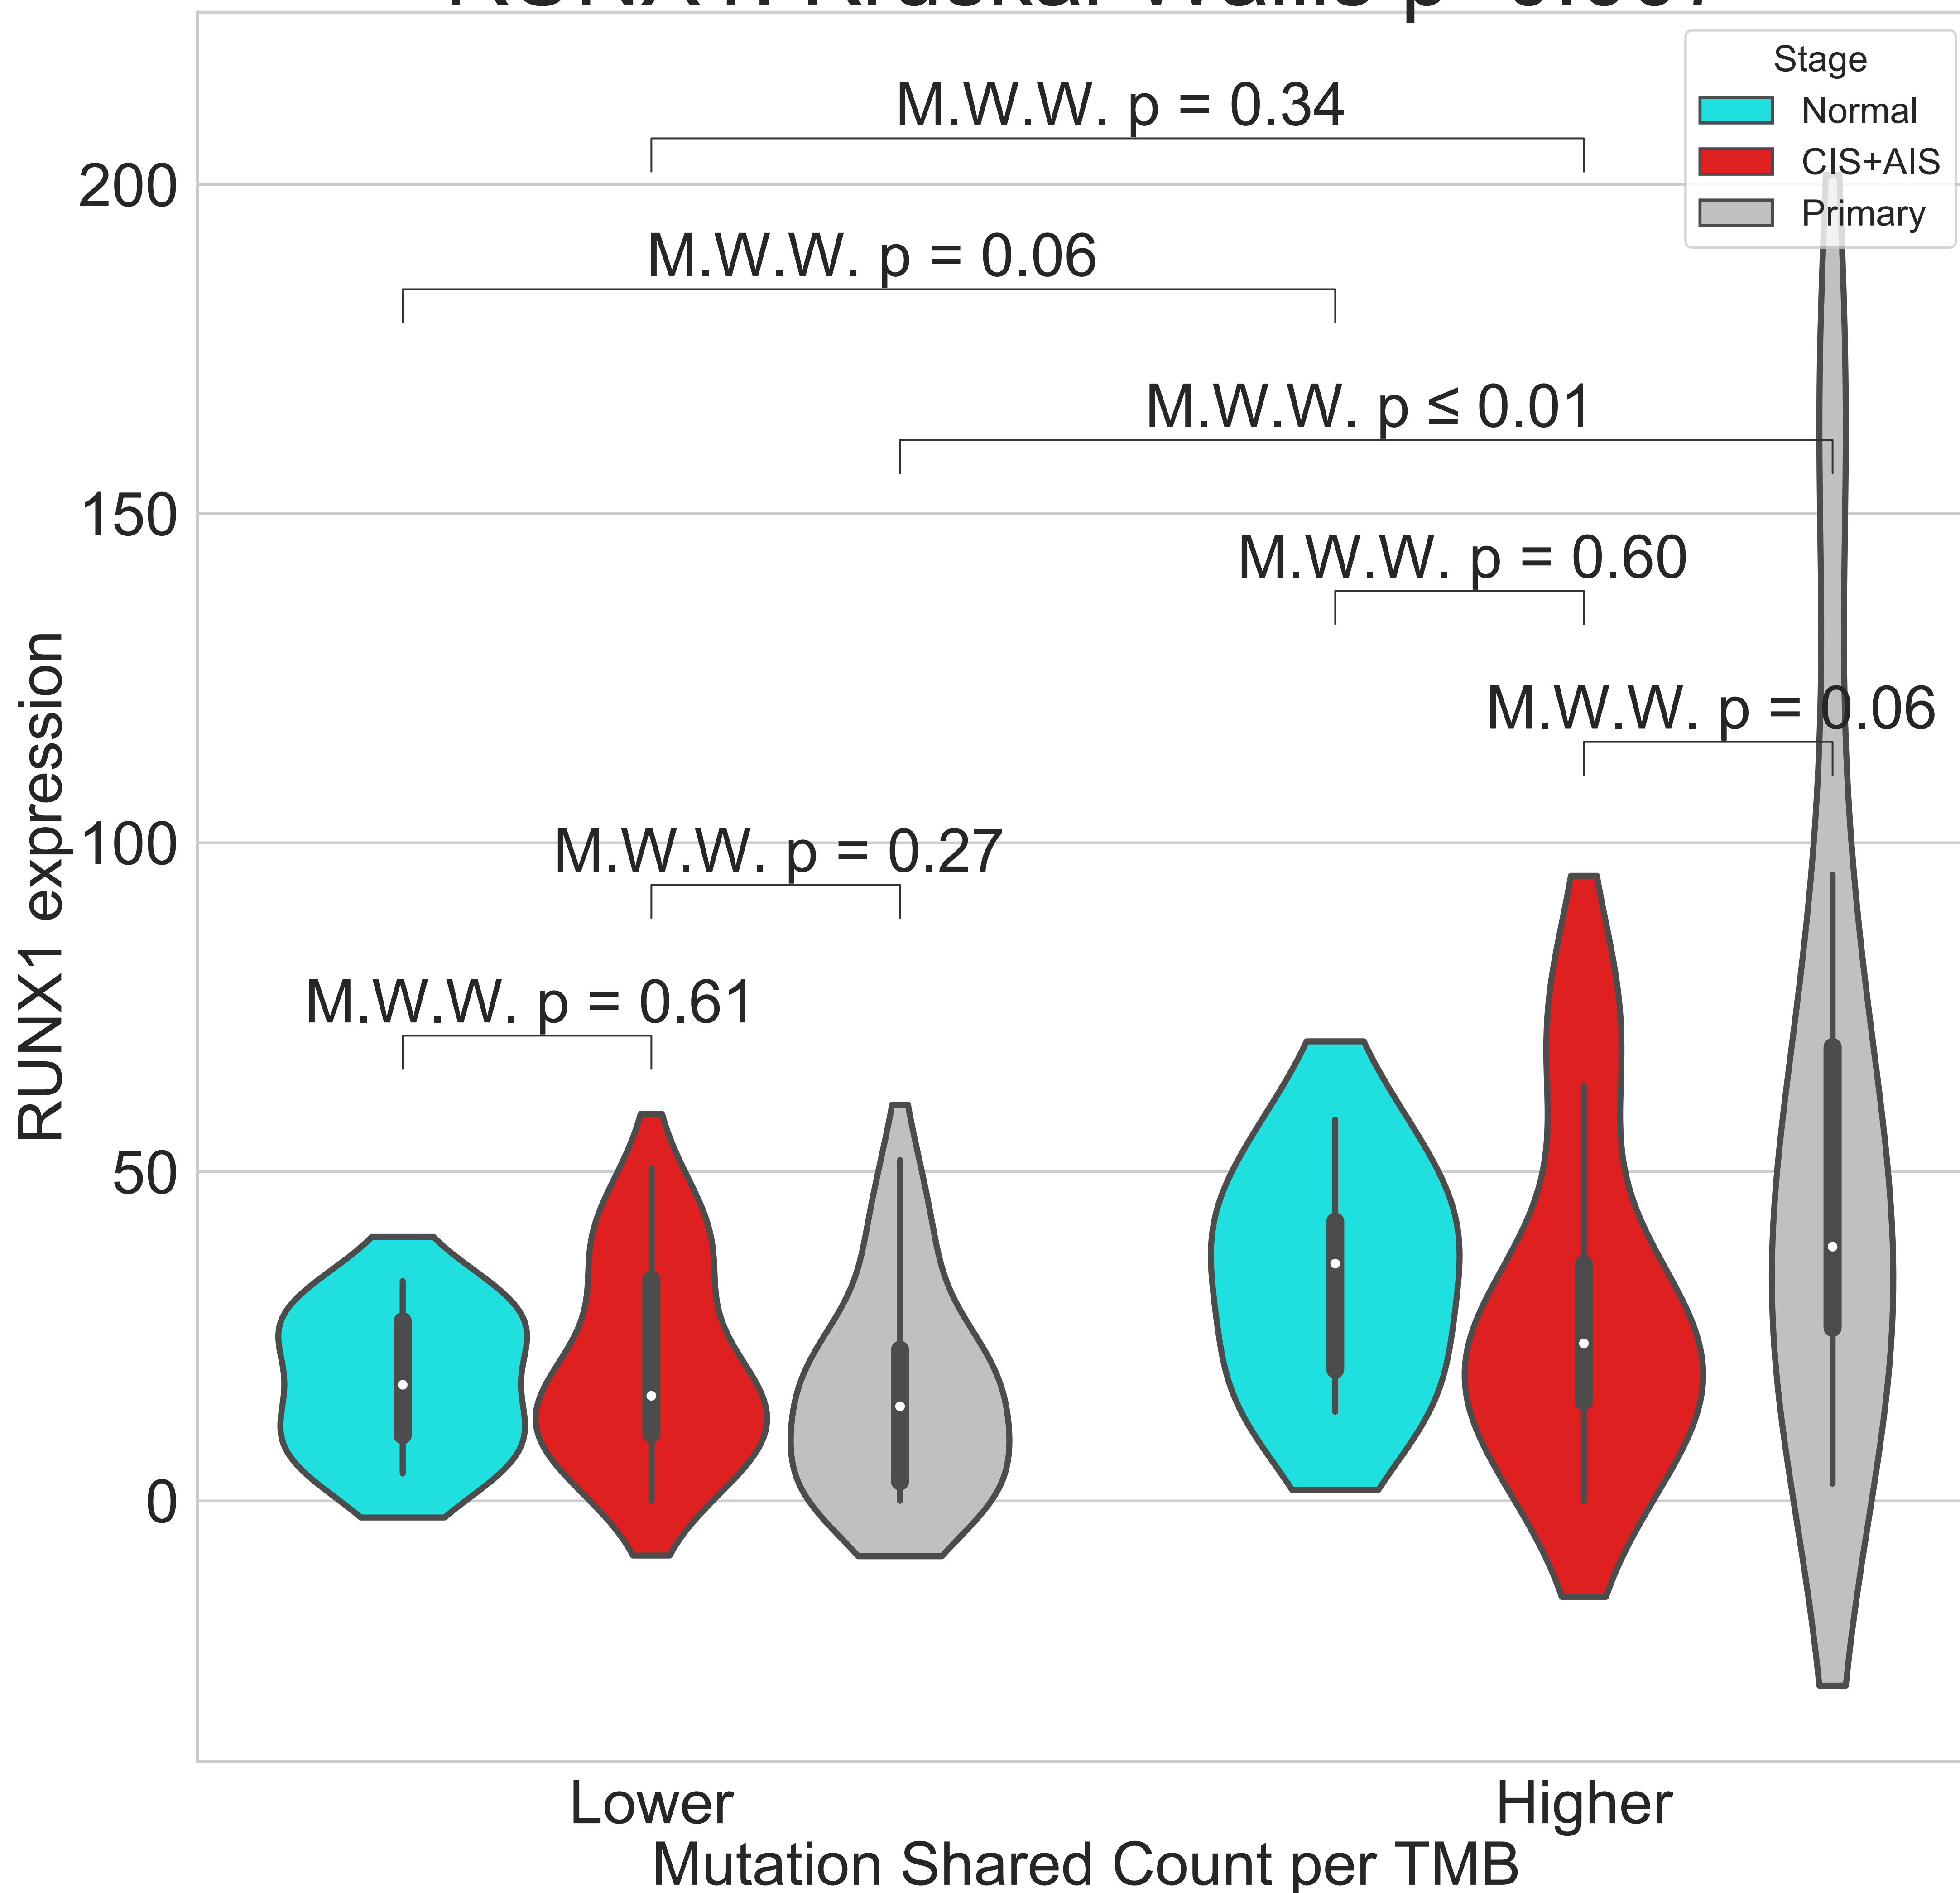 M.W.W. p = 0.34
Stage
Normal
CIS+AIS
Primary
200
M.W.W. p = 0.06
M.W.W. p ≤ 0.01
150
M.W.W. p = 0.60
M.W.W. p = 0.06
RUNX1 expression
100
M.W.W. p = 0.27
M.W.W. p = 0.61
50
0
Lower
Higher
Mutation Shared Count per TMB